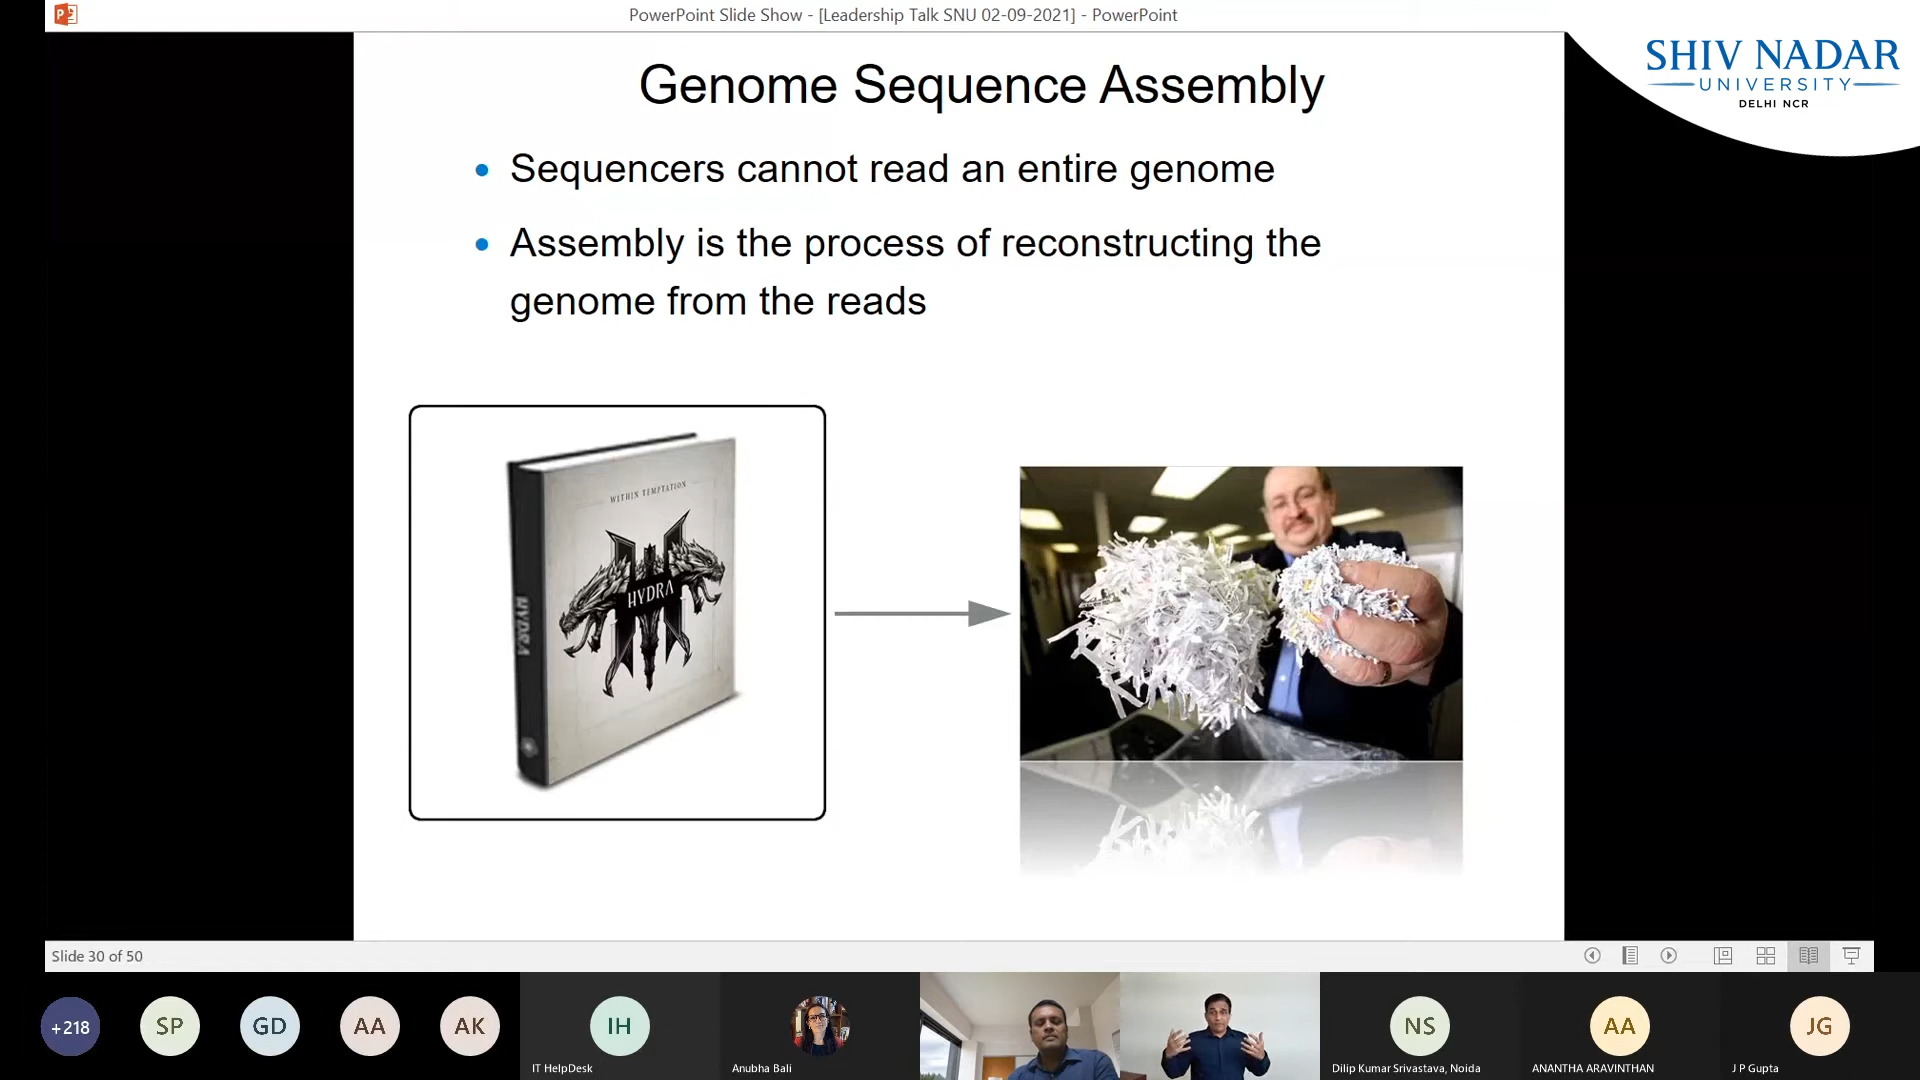 PowerPoint Slide Show - [Leadership Talk SNU 02-09-2021] - PowerPoint
SHIV NADAR
UNIVERSITY
DELHI NCR
Genome Sequence Assembly
• Sequencers cannot read an entire genome
• Assembly is the process of reconstructing the
genome from the reads
WITHIN TEMPTATION
HYDRA
HYDRA
Slide 30 of 50
+218
SP
GD
AA
AK
IH
IT HelpDesk
Anubha Bali
NS
Dilip Kumar Srivastava, Noida
AA
ANANTHA ARAVINTHAN
JG
J P Gupta